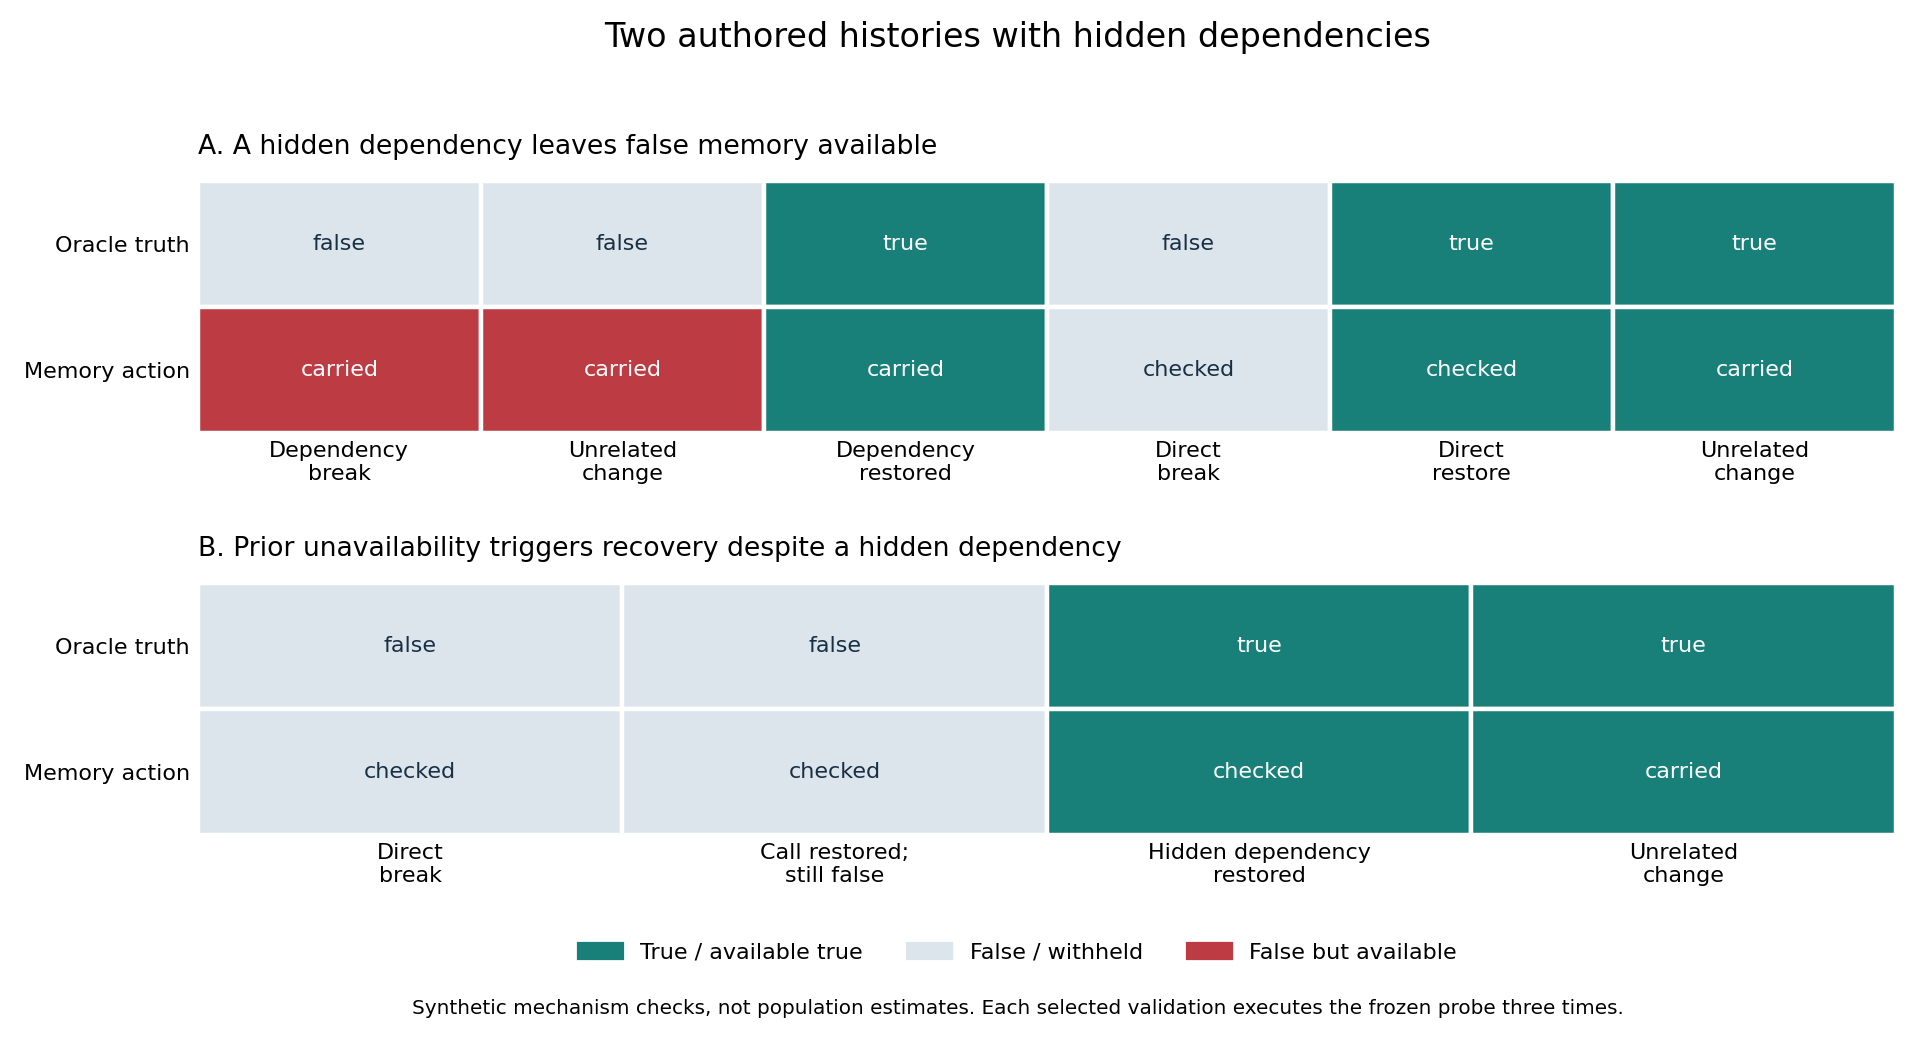 Two authored histories with hidden dependencies
A. A hidden dependency leaves false memory available
Oracle truth
false
false
true
false
true
true
Memory action
carried
carried
carried
checked
checked
carried
Dependency
break
Unrelated
change
Dependency
restored
Direct
break
Direct
restore
Unrelated
change
B. Prior unavailability triggers recovery despite a hidden dependency
Oracle truth
false
false
true
true
Memory action
checked
checked
checked
carried
Direct
break
Call restored;
still false
Hidden dependency
restored
Unrelated
change
True / available true
False / withheld
False but available
Synthetic mechanism checks, not population estimates. Each selected validation executes the frozen probe three times.